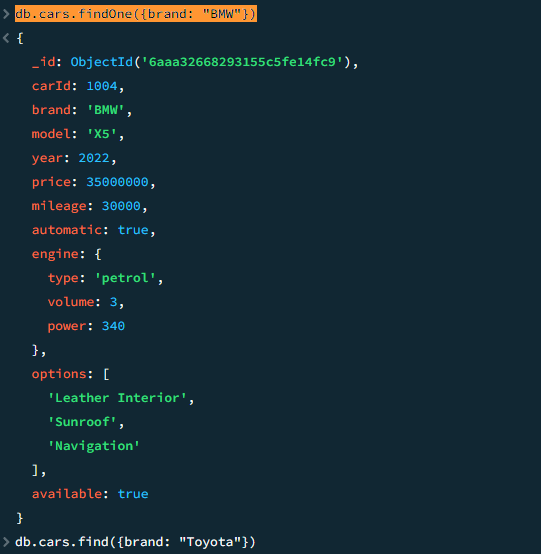 > db.cars.findOne({brand: "BMW"})
< {
_id: ObjectId('6aaa32668293155c5fe14fc9'),
carId: 1004,
brand: 'BMW',
model: 'X5',
year: 2022,
price: 35000000,
mileage: 30000,
automatic: true,
engine: {
type: 'petrol',
volume: 3,
power: 340
},
options: [
'Leather Interior',
'Sunroof',
'Navigation'
],
available: true
}
> db.cars.find({brand: "Toyota"})